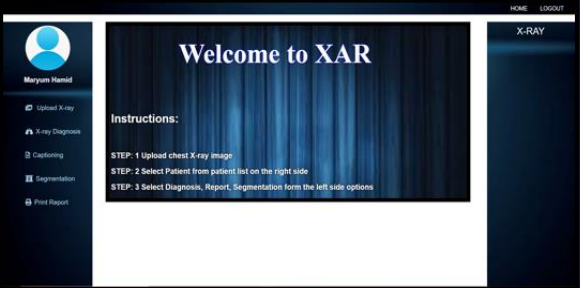 HOME LOGOUT
X-RAY
Maryum Hamid
Upload X-ray
X-ray Diagnosis
Captioning
Segmentation
Print Report
Welcome to XAR
Instructions:
STEP: 1 Upload chest X-ray image
STEP: 2 Select Patient from patient list on the right side
STEP: 3 Select Diagnosis, Report, Segmentation form the left side options